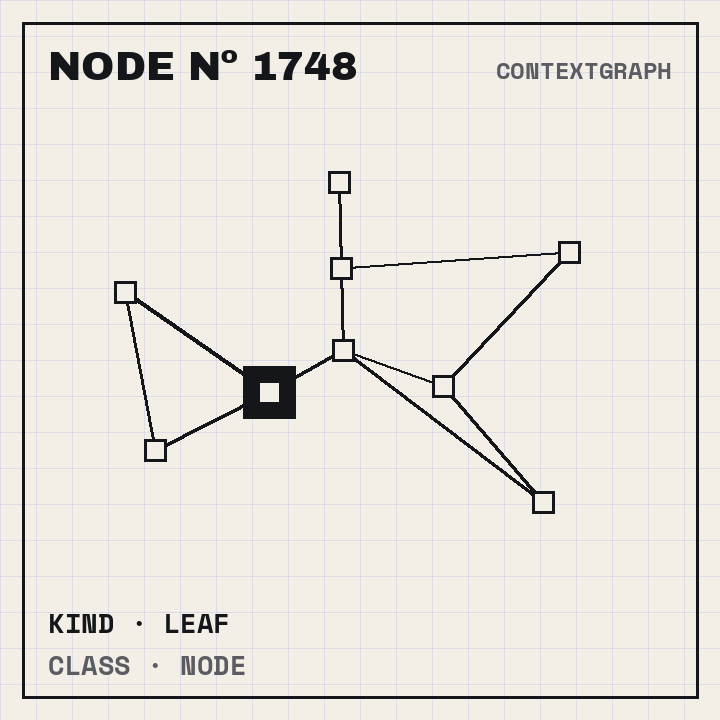 NODE Nº 1748
CONTEXTGRAPH
KIND · LEAF
CLASS · NODE